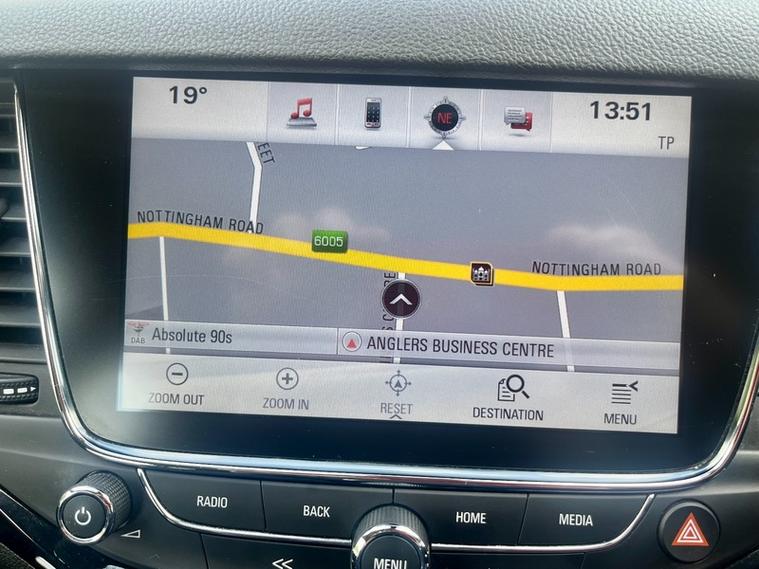 19°
NE
13:51
TP
EET
NOTTINGHAM ROAD
6005
NOTTINGHAM ROAD
DAB
Absolute 90s
ANGLERS BUSINESS CENTRE
ZOOM OUT
ZOOM IN
RESET
DESTINATION
MENU
RADIO
BACK
HOME
MEDIA
MENU